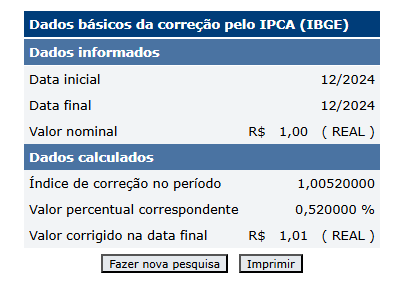 Dados básicos da correção pelo IPCA (IBGE)
Dados informados
Data inicial 12/2024
Data final 12/2024
Valor nominal R$ 1,00 ( REAL )
Dados calculados
Índice de correção no período 1,00520000
Valor percentual correspondente 0,520000 %
Valor corrigido na data final R$ 1,01 ( REAL )
Fazer nova pesquisa Imprimir